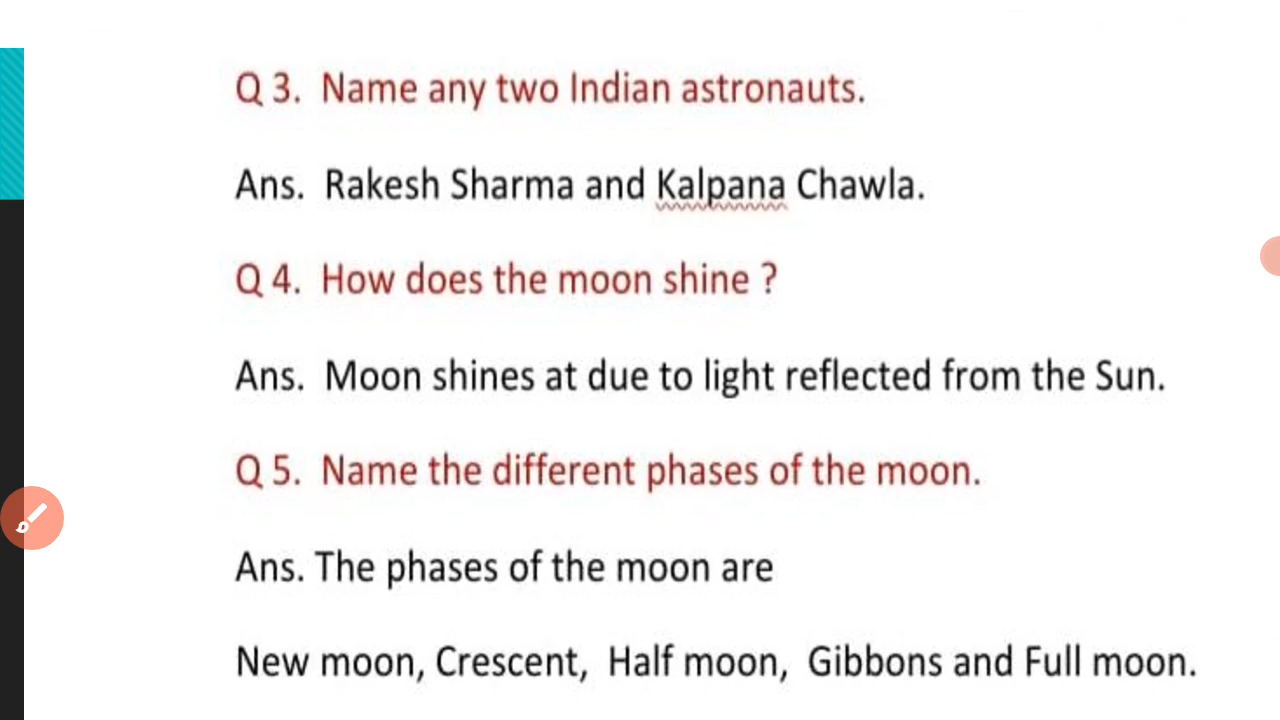 Q 3. Name any two Indian astronauts.
Ans. Rakesh Sharma and Kalpana Chawla.
Q 4. How does the moon shine ?
Ans. Moon shines at due to light reflected from the Sun.
Q 5. Name the different phases of the moon.
Ans. The phases of the moon are
New moon, Crescent, Half moon, Gibbons and Full moon.